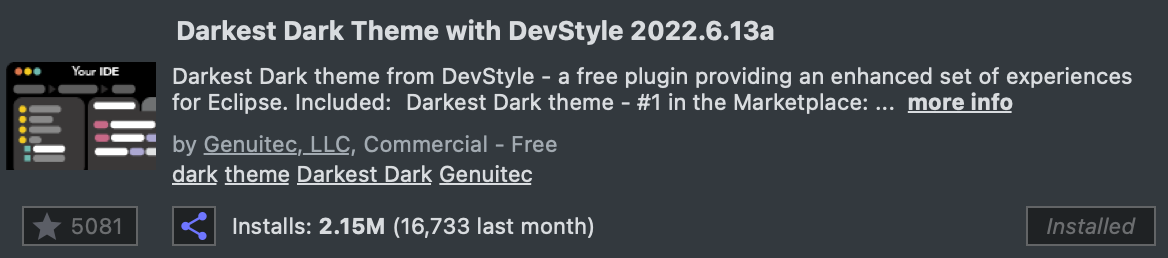 Darkest Dark Theme with DevStyle 2022.6.13a
Your IDE
Darkest Dark theme from DevStyle - a free plugin providing an enhanced set of experiences
for Eclipse. Included:  Darkest Dark theme - #1 in the Marketplace: ... more info
by Genuitec, LLC, Commercial - Free
dark theme Darkest Dark Genuitec
5081 Installs: 2.15M (16,733 last month) Installed